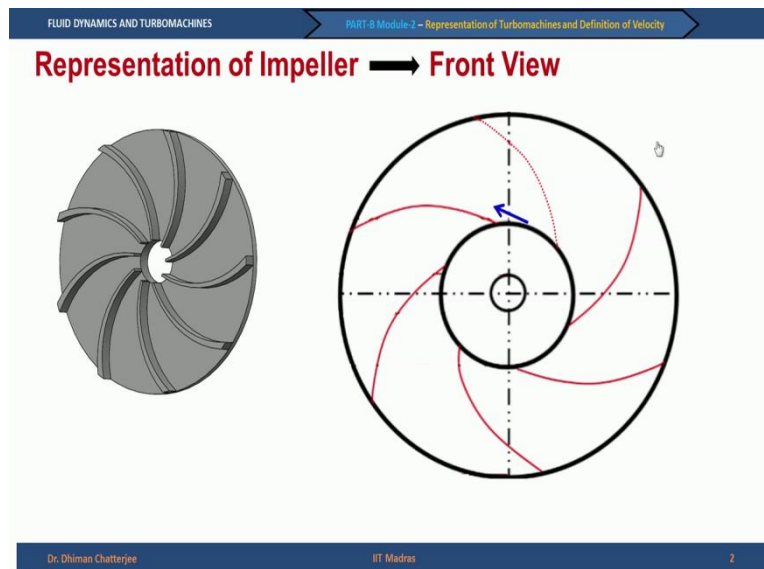 FLUID DYNAMICS AND TURBOMACHINES
PART-B Module-2 – Representation of Turbomachines and Definition of Velocity
Representation of Impeller → Front View
Dr. Dhiman Chatterjee
IIT Madras
2